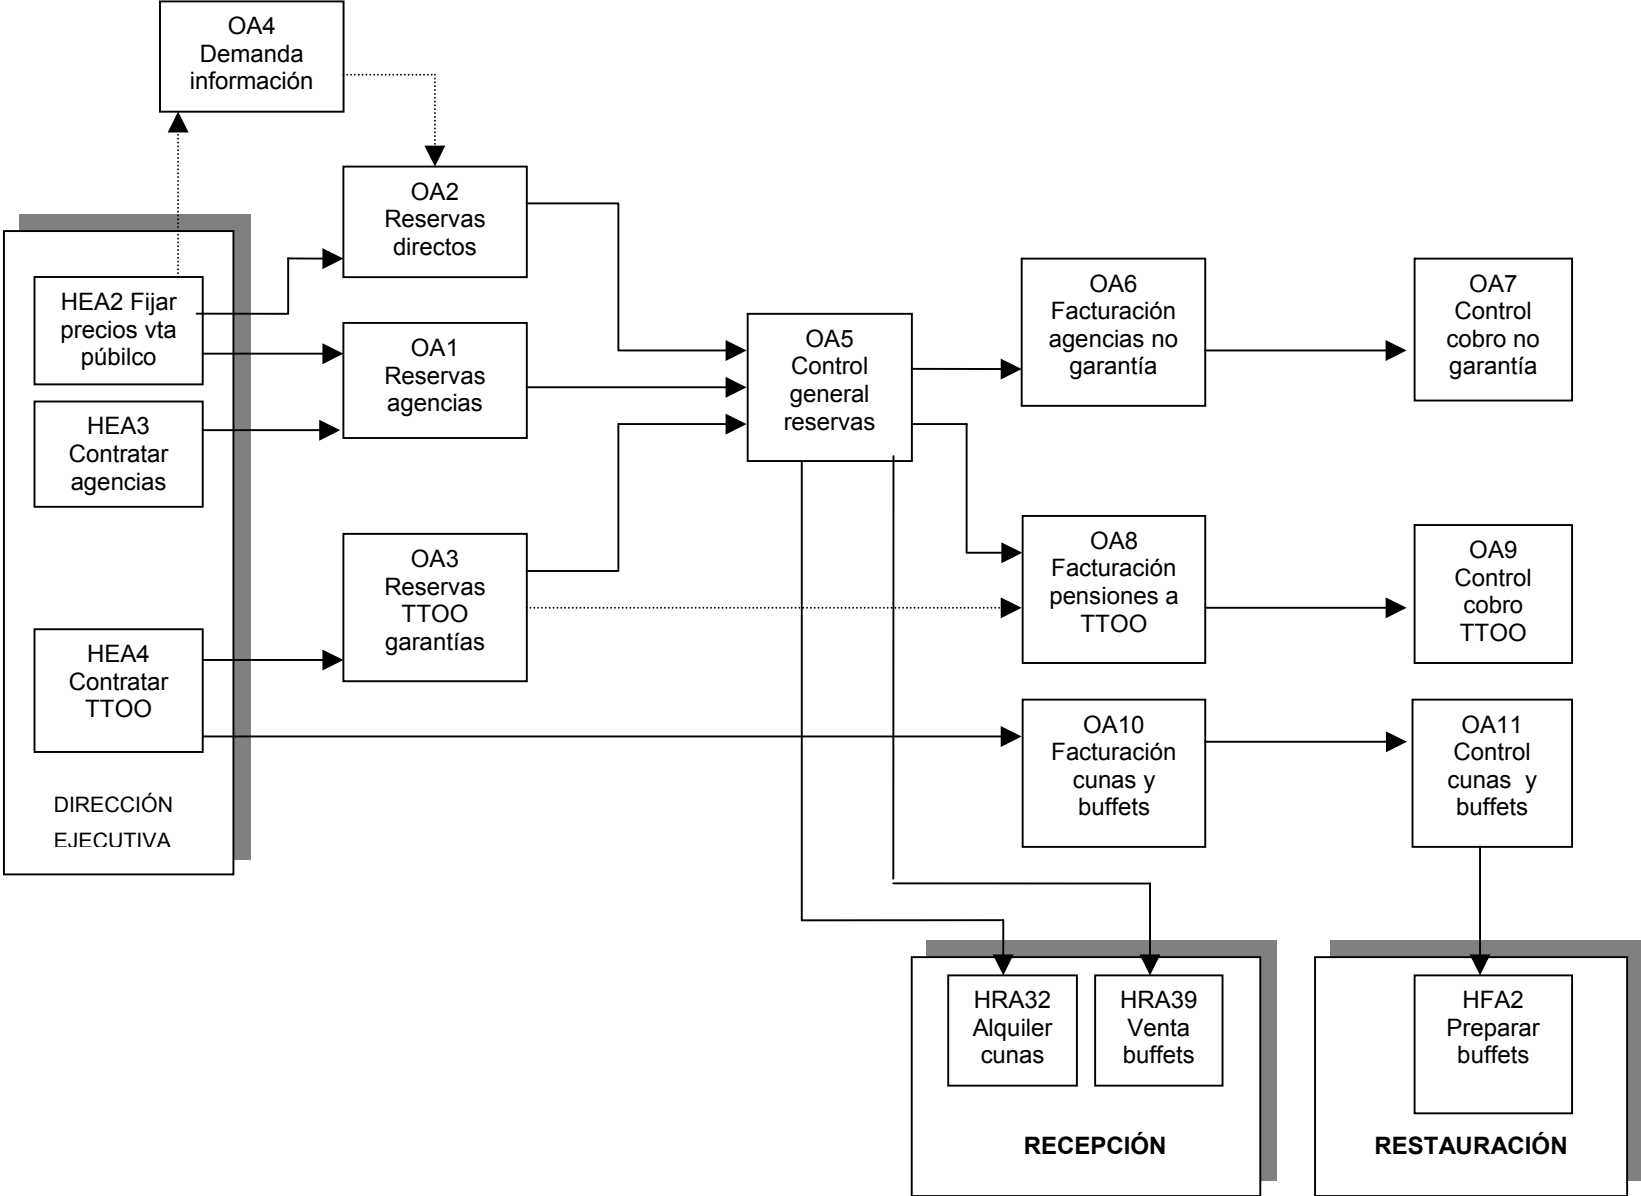 OA4
Demanda
información
OA2
Reservas
directos
HEA2 Fijar
precios vta
púbilco
OA1
Reservas
agencias
HEA3
Contratar
agencias
OA3
Reservas
TTOO
garantías
HEA4
Contratar
TTOO
DIRECCIÓN
EJECUTIVA
OA5
Control
general
reservas
OA6
Facturación
agencias no
garantía
OA7
Control
cobro no
garantía
OA8
Facturación
pensiones a
TTOO
OA9
Control
cobro
TTOO
OA10
Facturación
cunas y
buffets
OA11
Control
cunas y
buffets
HRA32
Alquiler
cunas
HRA39
Venta
buffets
RECEPCIÓN
HFA2
Preparar
buffets
RESTAURACIÓN